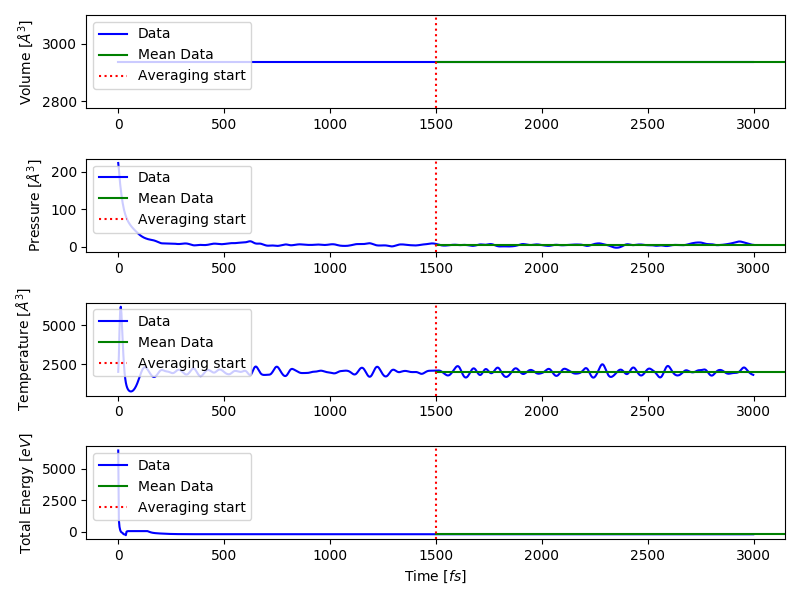 Volume [Å³]
3000
2800
Data
Mean Data
Averaging start
0 500 1000 1500 2000 2500 3000
Pressure [Å³]
200
100
0
Data
Mean Data
Averaging start
0 500 1000 1500 2000 2500 3000
Temperature [Å³]
5000
2500
Data
Mean Data
Averaging start
0 500 1000 1500 2000 2500 3000
Total Energy [eV]
5000
2500
0
Data
Mean Data
Averaging start
0 500 1000 1500 2000 2500 3000
Time [fs]